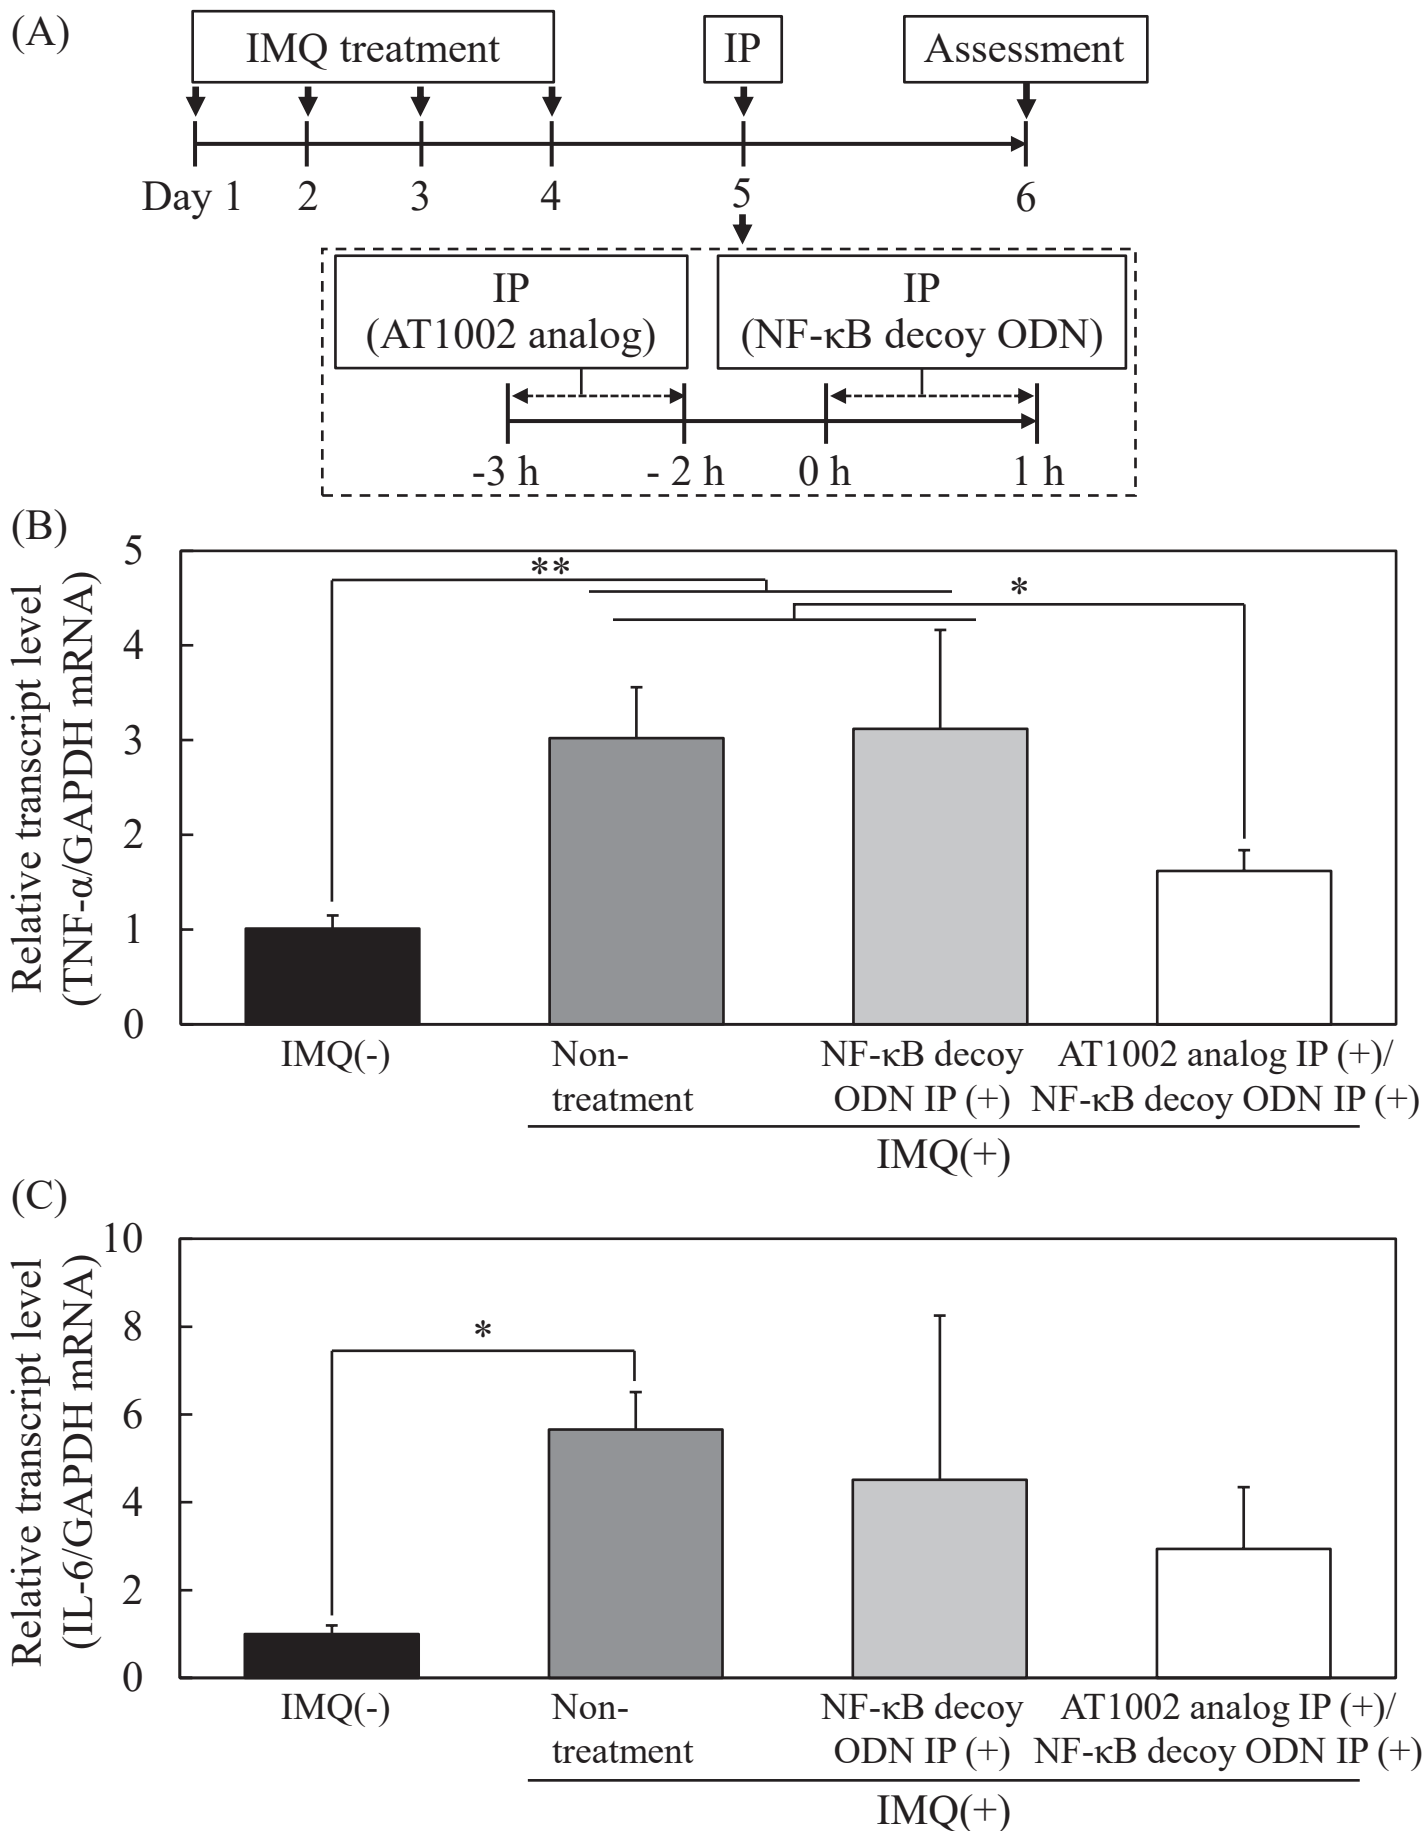 (A)
IMQ treatment
IP
Assessment
Day 1
2
3
4
5
6
IP
(AT1002 analog)
IP
(NF-κB decoy ODN)
-3 h
- 2 h
0 h
1 h
(B)
Relative transcript level
(TNF-α/GAPDH mRNA)
5
4
3
2
1
0
**
*
IMQ(-)
Non-
treatment
NF-κB decoy
ODN IP (+)
AT1002 analog IP (+)/
NF-κB decoy ODN IP (+)
IMQ(+)
(C)
Relative transcript level
(IL-6/GAPDH mRNA)
10
8
6
4
2
0
*
IMQ(-)
Non-
treatment
NF-κB decoy
ODN IP (+)
AT1002 analog IP (+)/
NF-κB decoy ODN IP (+)
IMQ(+)